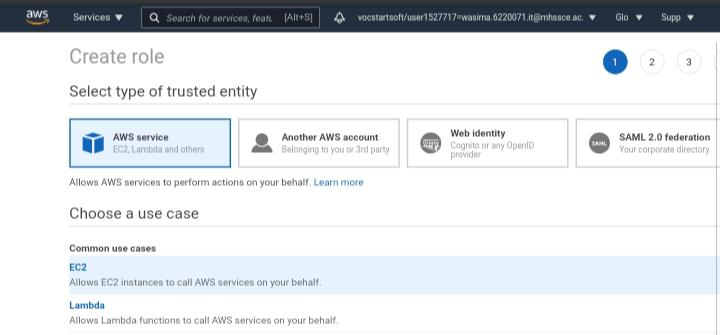 aws Services ▼ Search for services, featu [Alt+S] vocstartsoft/user1527717=wasima.6220071.it@mhssce.ac. ▼ Glo ▼ Supp ▼
Create role 1 2 3
Select type of trusted entity
AWS service
EC2, Lambda and others
Another AWS account
Belonging to you or 3rd party
WWW
Web identity
Cognito or any OpenID
provider
SAML
SAML 2.0 federation
Your corporate directory
Allows AWS services to perform actions on your behalf. Learn more
Choose a use case
Common use cases
EC2
Allows EC2 instances to call AWS services on your behalf.
Lambda
Allows Lambda functions to call AWS services on your behalf.